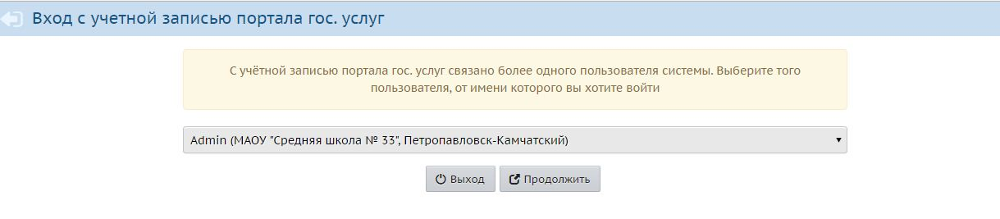 Вход с учетной записью портала гос. услуг
С учётной записью портала гос. услуг связано более одного пользователя системы. Выберите того
пользователя, от имени которого вы хотите войти
Admin (МАОУ "Средняя школа № 33", Петропавловск-Камчатский)
Выход Продолжить